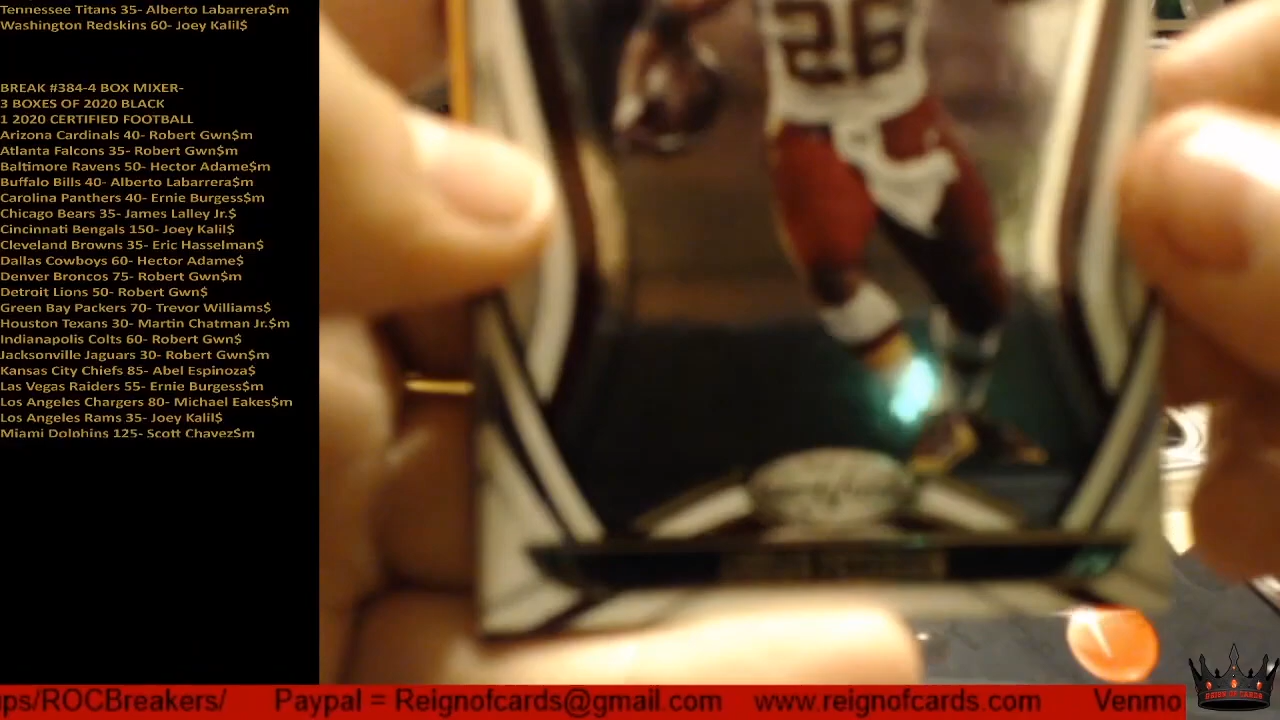 Tennessee Titans 35- Alberto Labarrera$m
Washington Redskins 60- Joey Kalil$
BREAK #384-4 BOX MIXER-
3 BOXES OF 2020 BLACK
1 2020 CERTIFIED FOOTBALL
Arizona Cardinals 40- Robert Gwn$m
Atlanta Falcons 35- Robert Gwn$m
Baltimore Ravens 50- Hector Adame$m
Buffalo Bills 40- Alberto Labarrera$m
Carolina Panthers 40- Ernie Burgess$m
Chicago Bears 35- James Lalley Jr.$
Cincinnati Bengals 150- Joey Kalil$
Cleveland Browns 35- Eric Hasselman$
Dallas Cowboys 60- Hector Adame$
Denver Broncos 75- Robert Gwn$m
Detroit Lions 50- Robert Gwn$
Green Bay Packers 70- Trevor Williams$
Houston Texans 30- Martin Chatman Jr.$m
Indianapolis Colts 60- Robert Gwn$
Jacksonville Jaguars 30- Robert Gwn$m
Kansas City Chiefs 85- Abel Espinoza$
Las Vegas Raiders 55- Ernie Burgess$m
Los Angeles Chargers 80- Michael Eakes$m
Los Angeles Rams 35- Joey Kalil$
Miami Dolphins 125- Scott Chavez$m
26
ps/ROCBreakers/ Paypal = Reignofcards@gmail.com www.reignofcards.com Venmo
REIGN OF CARDS